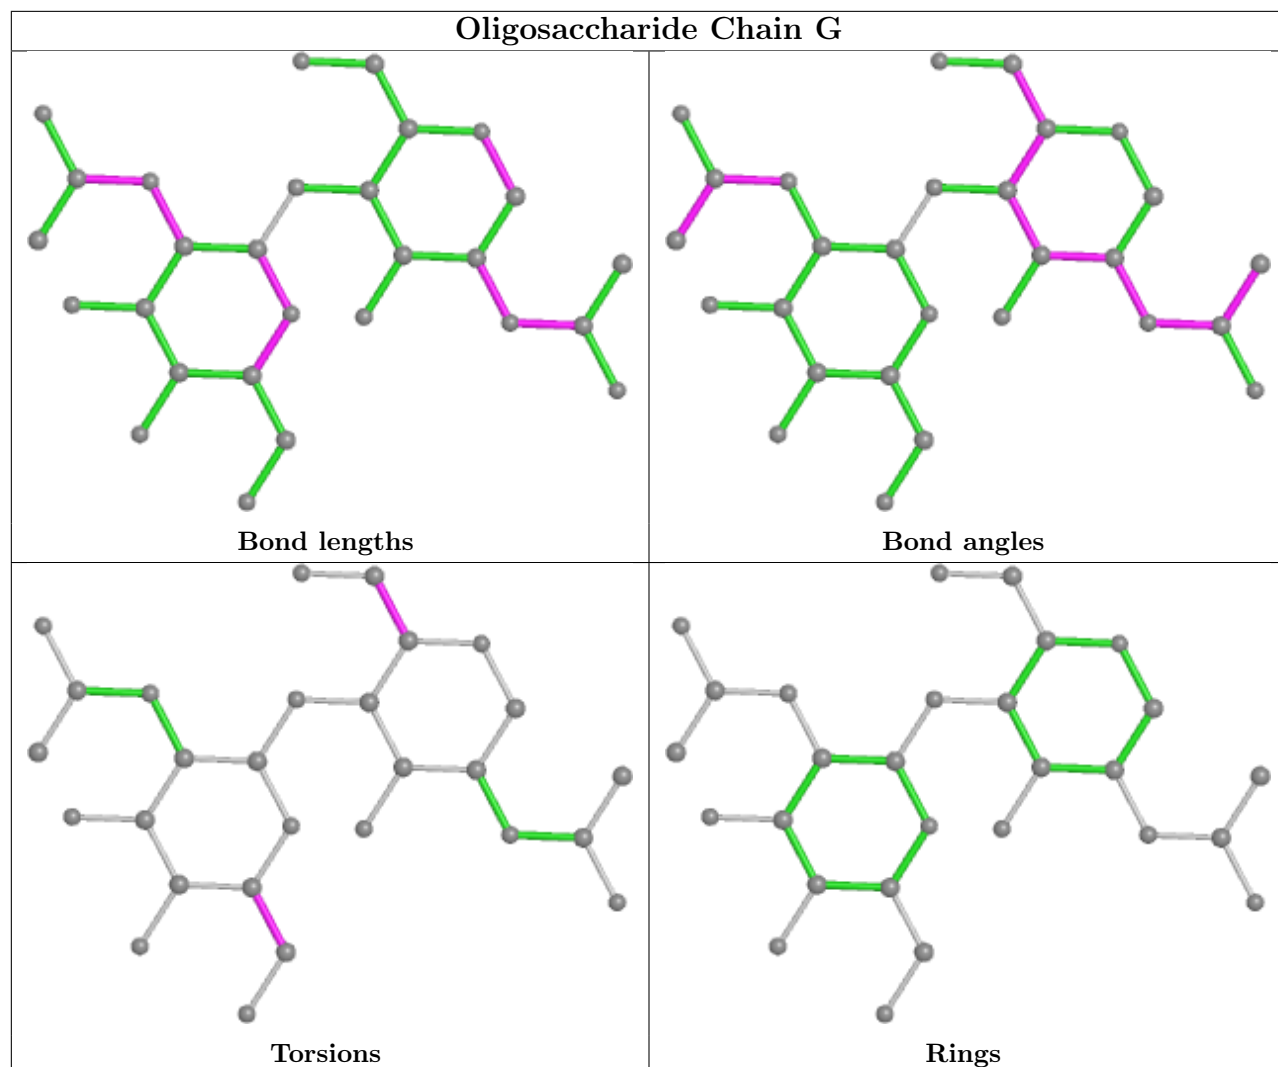 Oligosaccharide Chain G
Bond lengths
Bond angles
Torsions
Rings